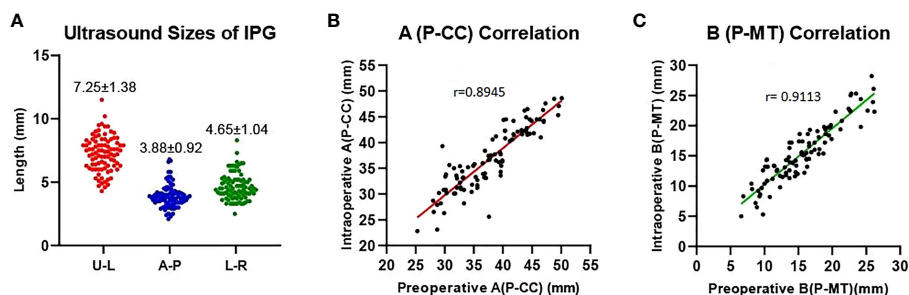 A
Ultrasound Sizes of IPG
Length (mm)
15
10
5
0
7.25±1.38
3.88±0.92
4.65±1.04
U-L
A-P
L-R
B
A (P-CC) Correlation
Intraoperative A(P-CC) (mm)
55
50
45
40
35
30
25
20
r=0.8945
20
25
30
35
40
45
50
55
Preoperative A(P-CC) (mm)
C
B (P-MT) Correlation
Intraoperative B(P-MT) (mm)
30
25
20
15
10
5
0
r= 0.9113
0
5
10
15
20
25
30
Preoperative B(P-MT)(mm)